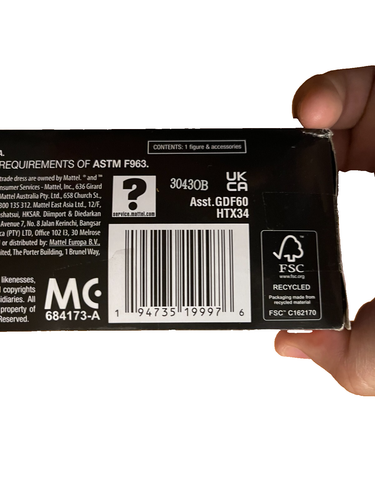 CONTENTS: 1 figure & accessories
REQUIREMENTS OF ASTM F963.
trade dress are owned by Mattel. ® and ™
onsumer Services - Mattel, Inc., 636 Girard
Mattel Australia Pty. Ltd., 658 Church St.,
300 135 312. Mattel East Asia Ltd., 12/F,
shatsui, HKSAR. Diimport & Diedarkan
Avenue 7, No. 8 Jalan Kerinchi, Bangsar
ca (PTY) LTD, Office 102 I3, 30 Melrose
or distributed by: Mattel Europa B.V.,
ited, The Porter Building, 1 Brunel Way,
likenesses,
copyrights
idiaries. All
property of
Reserved.
?
service.mattel.com
30430B
UK
CA
Asst.GDF60
HTX34
MC
684173-A
1 94735 19997 6
FSC
www.fsc.org
RECYCLED
Packaging made from
recycled material
FSC™ C162170